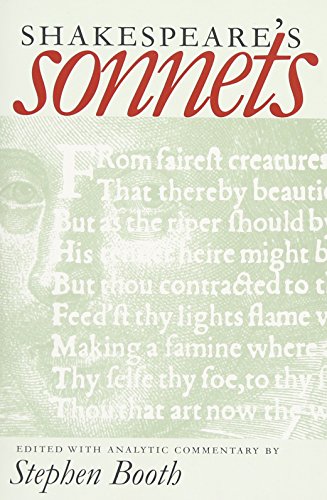 SHAKESPEARE'S
sonnets
FRom faireſt creatures
That thereby beauti
But as the riper ſhould by
His tender heire might b
But thou contracted to t
Feed'ſt thy lights flame w
Making a famine where
Thy ſelfe thy foe, to thy ſ
Thou that art now the w
EDITED WITH ANALYTIC COMMENTARY BY
Stephen Booth